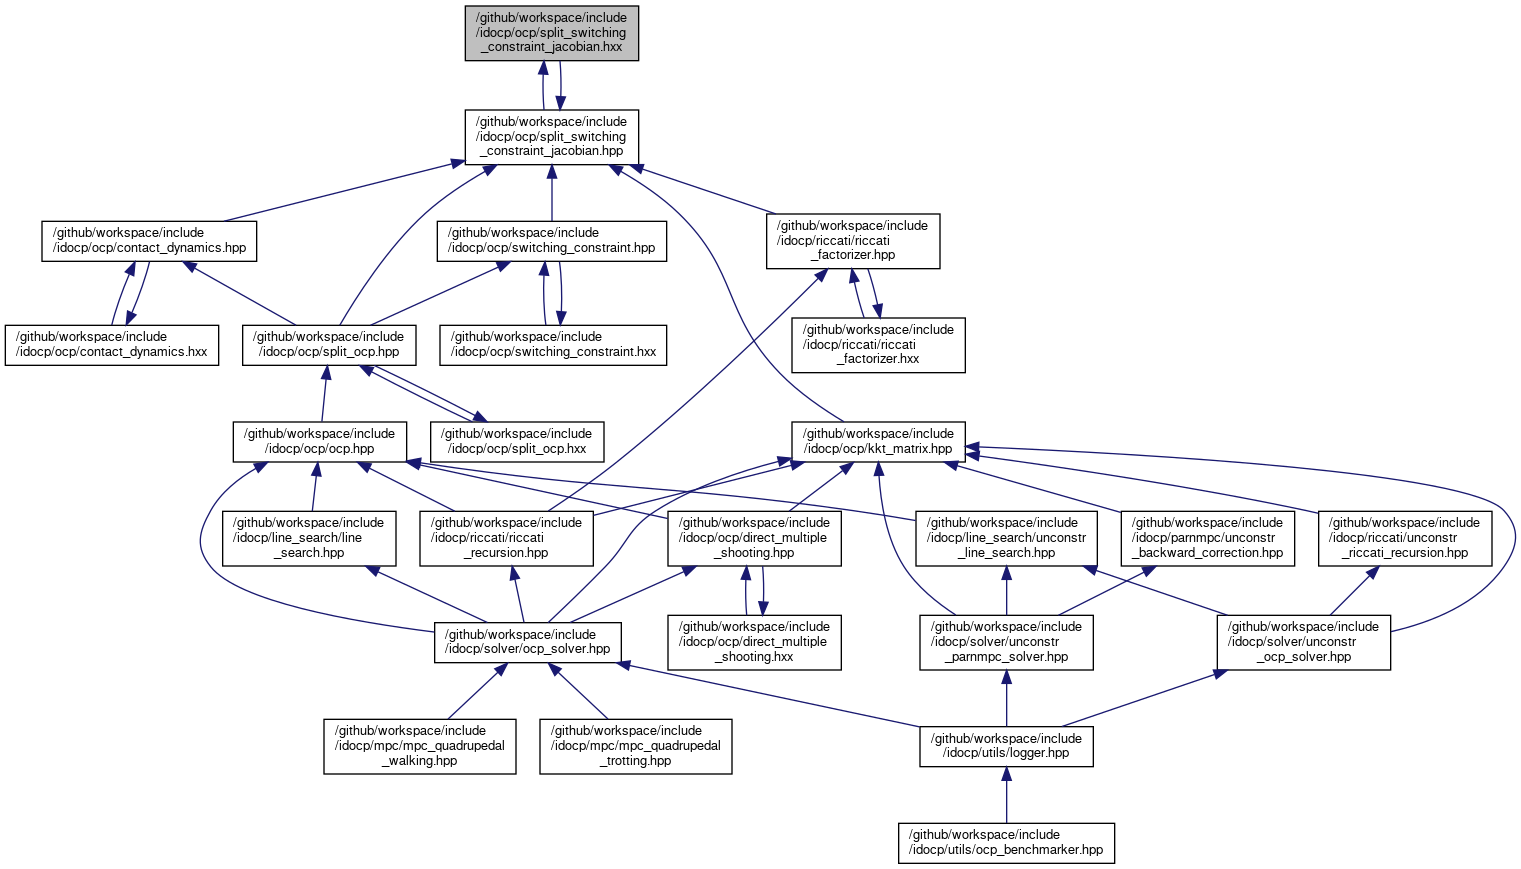 /github/workspace/include
/idocp/ocp/split_switching
_constraint_jacobian.hxx
/github/workspace/include
/idocp/ocp/split_switching
_constraint_jacobian.hpp
/github/workspace/include
/idocp/ocp/contact_dynamics.hpp
/github/workspace/include
/idocp/ocp/switching_constraint.hpp
/github/workspace/include
/idocp/riccati/riccati
_factorizer.hpp
/github/workspace/include
/idocp/ocp/contact_dynamics.hxx
/github/workspace/include
/idocp/ocp/split_ocp.hpp
/github/workspace/include
/idocp/ocp/switching_constraint.hxx
/github/workspace/include
/idocp/riccati/riccati
_factorizer.hxx
/github/workspace/include
/idocp/ocp/ocp.hpp
/github/workspace/include
/idocp/ocp/split_ocp.hxx
/github/workspace/include
/idocp/ocp/kkt_matrix.hpp
/github/workspace/include
/idocp/line_search/line
_search.hpp
/github/workspace/include
/idocp/riccati/riccati
_recursion.hpp
/github/workspace/include
/idocp/ocp/direct_multiple
_shooting.hpp
/github/workspace/include
/idocp/line_search/unconstr
_line_search.hpp
/github/workspace/include
/idocp/parnmpc/unconstr
_backward_correction.hpp
/github/workspace/include
/idocp/riccati/unconstr
_riccati_recursion.hpp
/github/workspace/include
/idocp/solver/ocp_solver.hpp
/github/workspace/include
/idocp/ocp/direct_multiple
_shooting.hxx
/github/workspace/include
/idocp/solver/unconstr
_parnmpc_solver.hpp
/github/workspace/include
/idocp/solver/unconstr
_ocp_solver.hpp
/github/workspace/include
/idocp/mpc/mpc_quadrupedal
_walking.hpp
/github/workspace/include
/idocp/mpc/mpc_quadrupedal
_trotting.hpp
/github/workspace/include
/idocp/utils/logger.hpp
/github/workspace/include
/idocp/utils/ocp_benchmarker.hpp